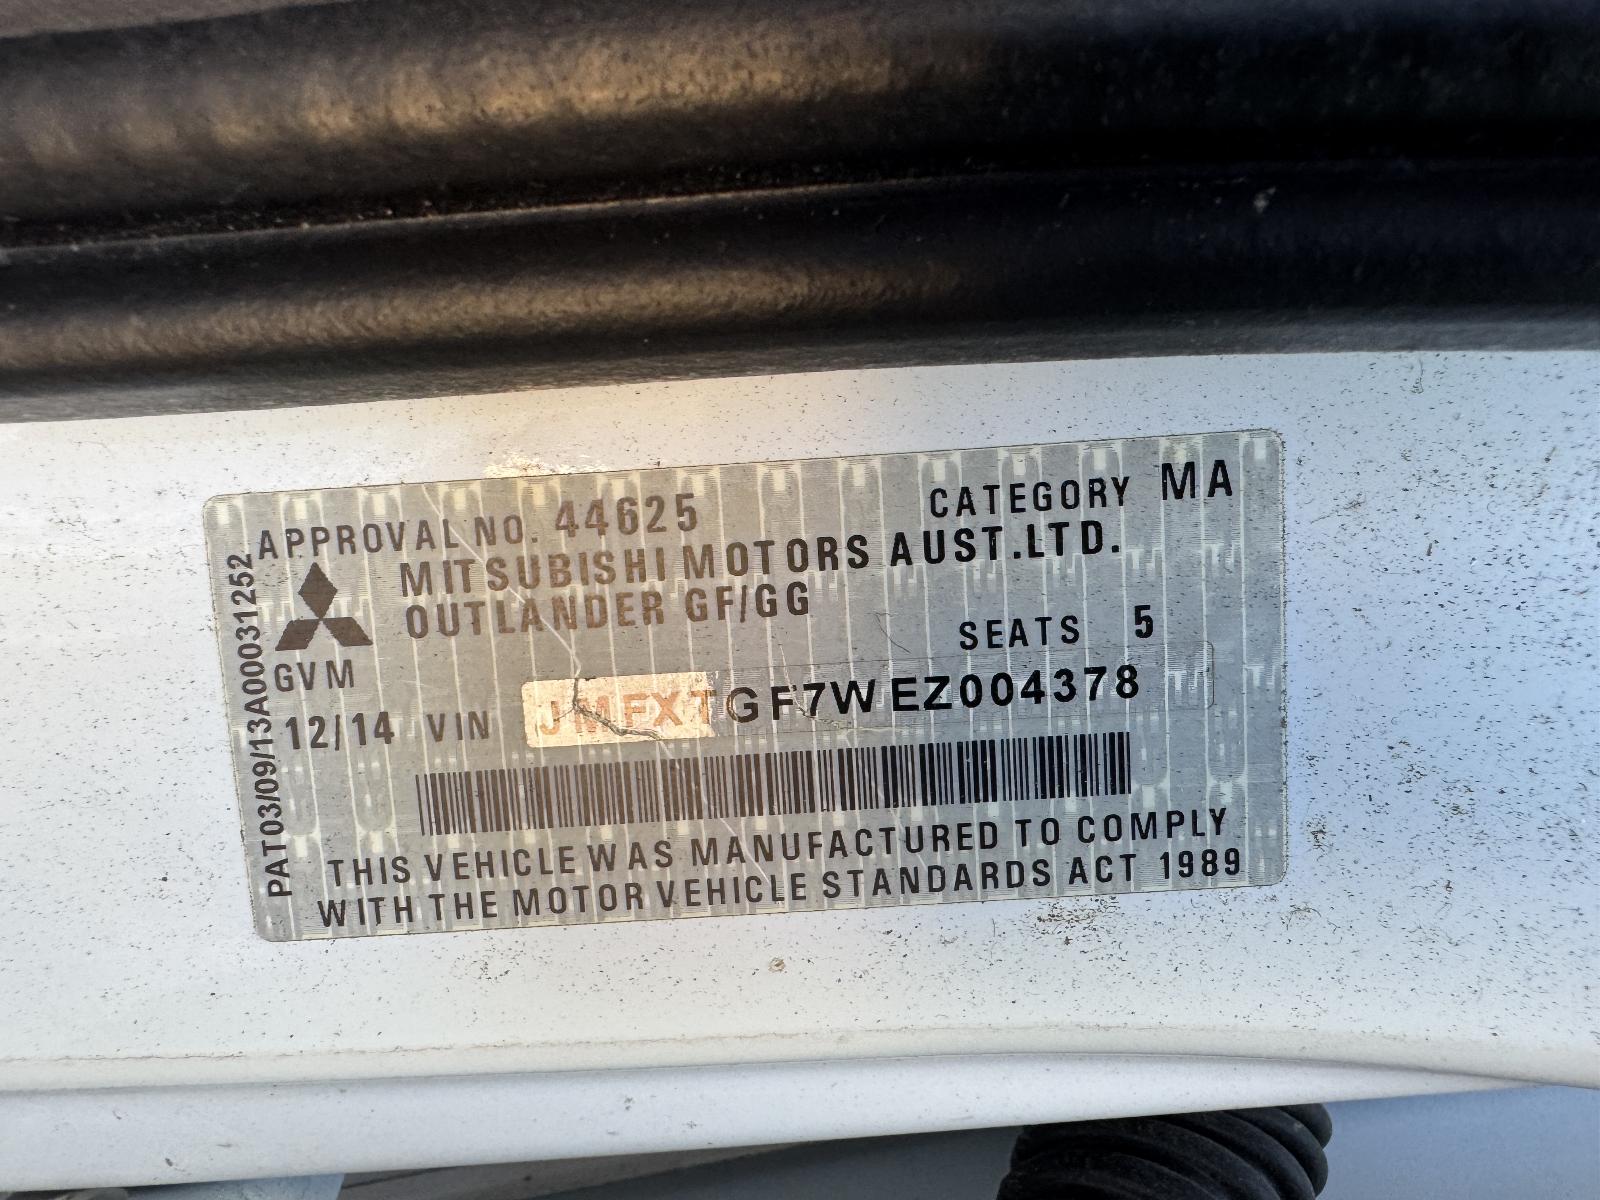 APPROVAL NO. 44625 CATEGORY MA
MITSUBISHI MOTORS AUST.LTD.
OUTLANDER GF/GG
SEATS 5
GVM
12/14 VIN JMFXTGF7WEZ004378
THIS VEHICLE WAS MANUFACTURED TO COMPLY
WITH THE MOTOR VEHICLE STANDARDS ACT 1989
PAT03/09/13A00031252